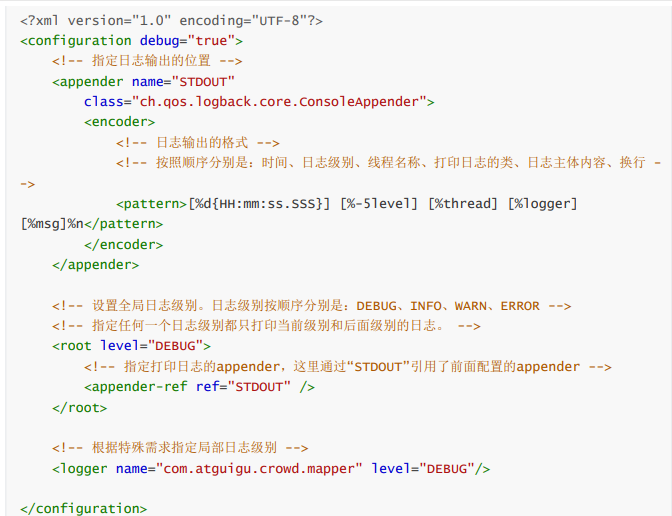 <?xml version="1.0" encoding="UTF-8"?>
<configuration debug="true">
<!-- 指定日志输出的位置 -->
<appender name="STDOUT"
class="ch.qos.logback.core.ConsoleAppender">
<encoder>
<!-- 日志输出的格式 -->
<!-- 按照顺序分别是：时间、日志级别、线程名称、打印日志的类、日志主体内容、换行 -
->
<pattern>[%d{HH:mm:ss.SSS}] [%-5level] [%thread] [%logger]
[%msg]%n</pattern>
</encoder>
</appender>
<!-- 设置全局日志级别。日志级别按顺序分别是：DEBUG、INFO、WARN、ERROR -->
<!-- 指定任何一个日志级别都只打印当前级别和后面级别的日志。 -->
<root level="DEBUG">
<!-- 指定打印日志的appender，这里通过“STDOUT”引用了前面配置的appender -->
<appender-ref ref="STDOUT" />
</root>
<!-- 根据特殊需求指定局部日志级别 -->
<logger name="com.atguigu.crowd.mapper" level="DEBUG"/>
</configuration>